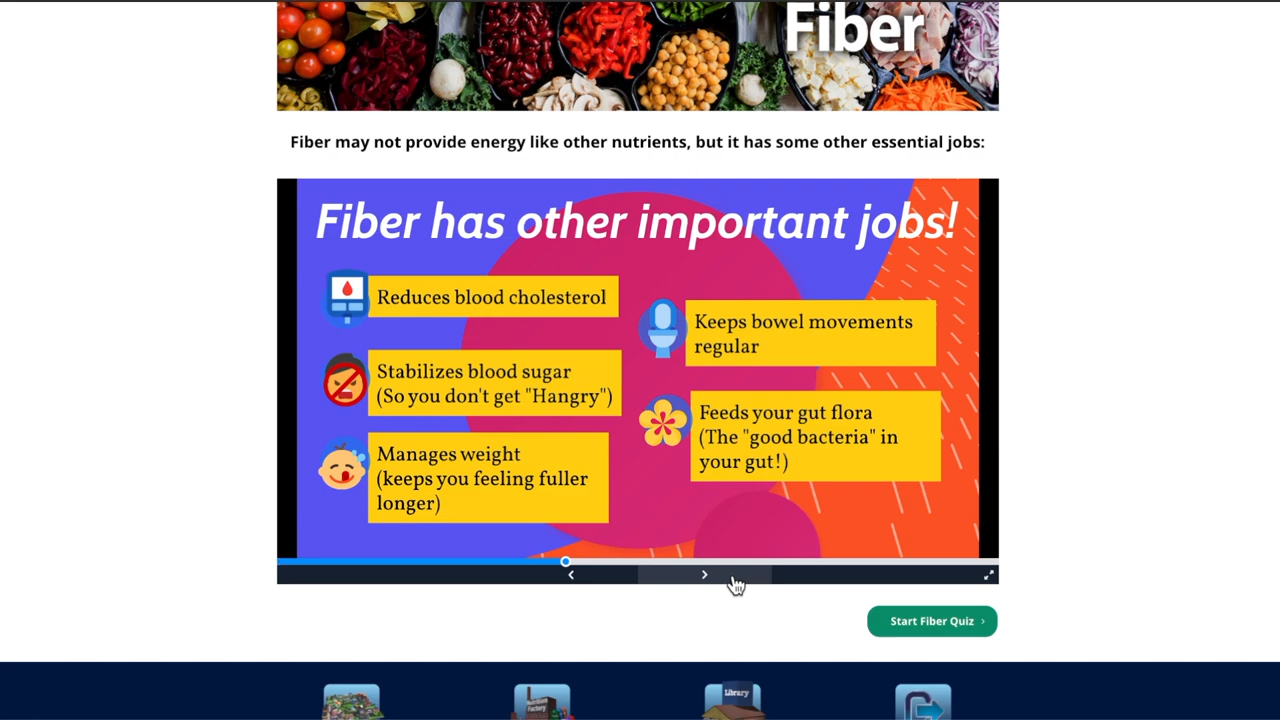 Fiber
Fiber may not provide energy like other nutrients, but it has some other essential jobs:
Fiber has other important jobs!
Reduces blood cholesterol
Stabilizes blood sugar
(So you don't get "Hangry")
Manages weight
(keeps you feeling fuller
longer)
Keeps bowel movements
regular
Feeds your gut flora
(The "good bacteria" in
your gut!)
Start Fiber Quiz
Nutrition
Factory
Library